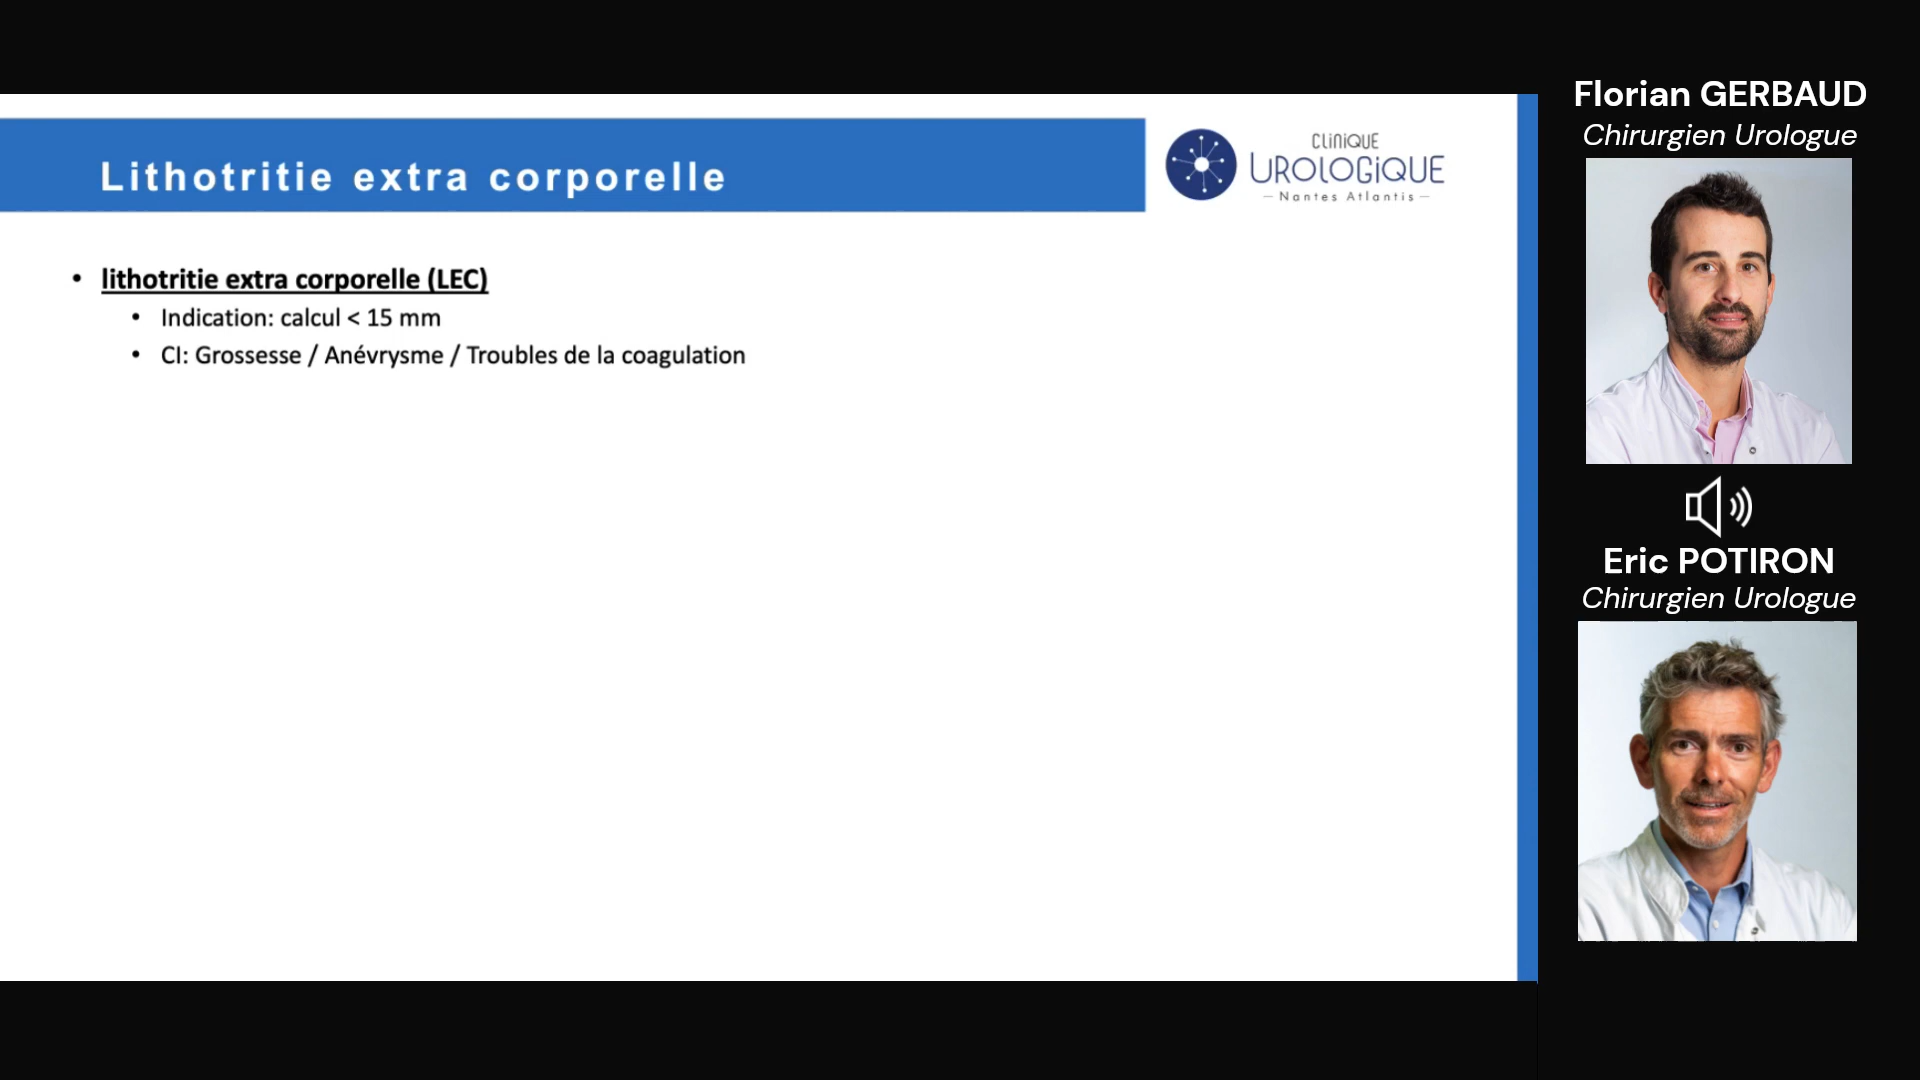 Lithotritie extra corporelle
CLINIQUE
UROLOGIQUE
— Nantes Atlantis —
• lithotritie extra corporelle (LEC)
• Indication: calcul < 15 mm
• CI: Grossesse / Anévrysme / Troubles de la coagulation
Florian GERBAUD
Chirurgien Urologue
Eric POTIRON
Chirurgien Urologue